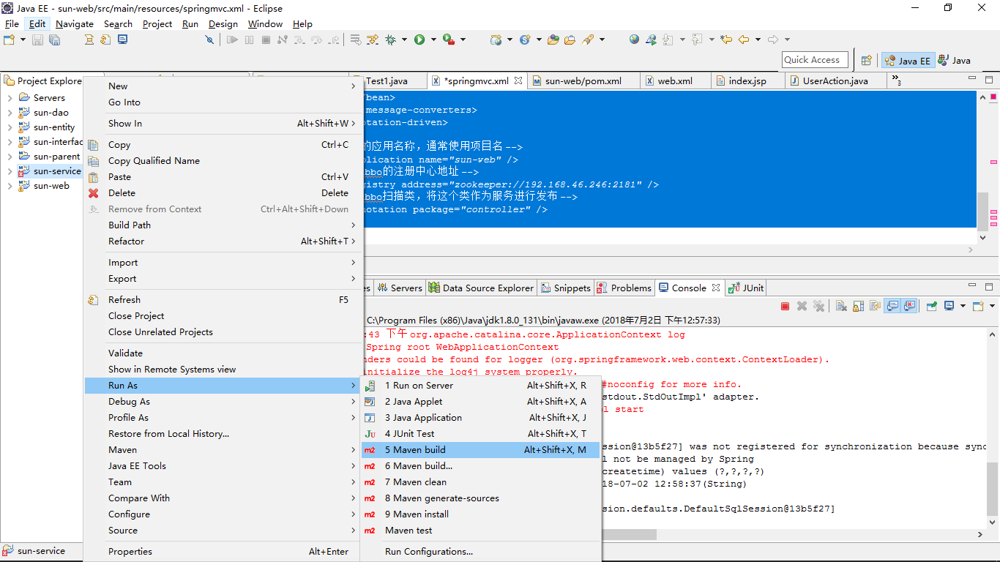 Java EE - sun-web/src/main/resources/springmvc.xml - Eclipse
File Edit Navigate Search Project Run Design Window Help
Quick Access
Java EE
Java
Project Explore
Test1.java
*springmvc.xml
sun-web/pom.xml
web.xml
index.jsp
UserAction.java
Servers
sun-dao
sun-entity
sun-interfac
sun-parent
sun-service
sun-web
New
Go Into
Show In Alt+Shift+W
Copy Ctrl+C
Copy Qualified Name
Paste Ctrl+V
Delete Delete
Remove from Context Ctrl+Alt+Shift+Down
Build Path
Refactor Alt+Shift+T
Import
Export
Refresh F5
Close Project
Close Unrelated Projects
Validate
Show in Remote Systems view
Run As
Debug As
Profile As
Restore from Local History...
Maven
Java EE Tools
Team
Compare With
Configure
Source
Properties Alt+Enter
bean>
message-converters>
tation-driven>
的应用名称，通常使用项目名-->
plication name="sun-web" />
bbo的注册中心地址-->
gistry address="zookeeper://192.168.46.246:2181" />
bbo扫描类，将这个类作为服务进行发布-->
notation package="controller" />
es
Servers
Data Source Explorer
Snippets
Problems
Console
JUnit
C:\Program Files (x86)\Java\jdk1.8.0_131\bin\javaw.exe (2018年7月2日 下午12:57:33)
:43 下午 org.apache.catalina.core.ApplicationContext log
Spring root WebApplicationContext
nders could be found for logger (org.springframework.web.context.ContextLoader).
initialize the log4j system properly.
#noconfig for more info.
stdout.StdOutImpl' adapter.
ol start
ssion@13b5f27] was not registered for synchronization because sync
l not be managed by Spring
createtime) values (?,?,?,?)
18-07-02 12:58:37(String)
sion.defaults.DefaultSqlSession@13b5f27]
1 Run on Server Alt+Shift+X, R
2 Java Applet Alt+Shift+X, A
3 Java Application Alt+Shift+X, J
4 JUnit Test Alt+Shift+X, T
5 Maven build Alt+Shift+X, M
6 Maven build...
7 Maven clean
8 Maven generate-sources
9 Maven install
Maven test
Run Configurations...
sun-service